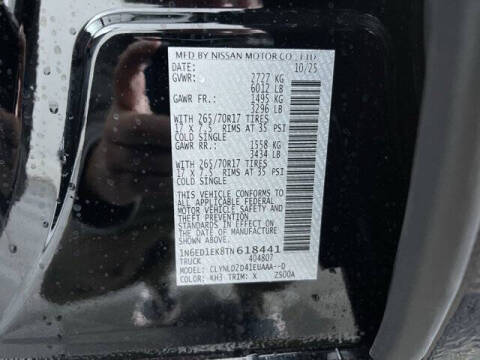 MFD BY NISSAN MOTOR CO., LTD.
DATE: 10/25
GVWR: 2727 KG
6012 LB
GAWR FR.: 1495 KG
3296 LB
WITH 265/70R17 TIRES
17 X 7.5 RIMS AT 35 PSI
COLD SINGLE
GAWR RR.: 1558 KG
3434 LB
WITH 265/70R17 TIRES
17 X 7.5 RIMS AT 35 PSI
COLD SINGLE
THIS VEHICLE CONFORMS TO
ALL APPLICABLE FEDERAL
MOTOR VEHICLE SAFETY AND
THEFT PREVENTION
STANDARDS IN EFFECT ON
THE DATE OF MANUFACTURE
SHOWN ABOVE.
1N6ED1EK8TN618441
TRUCK 404807
MODEL: CLYNLDZD41EUAAA--D
COLOR: KH3 TRIM: X Z500A